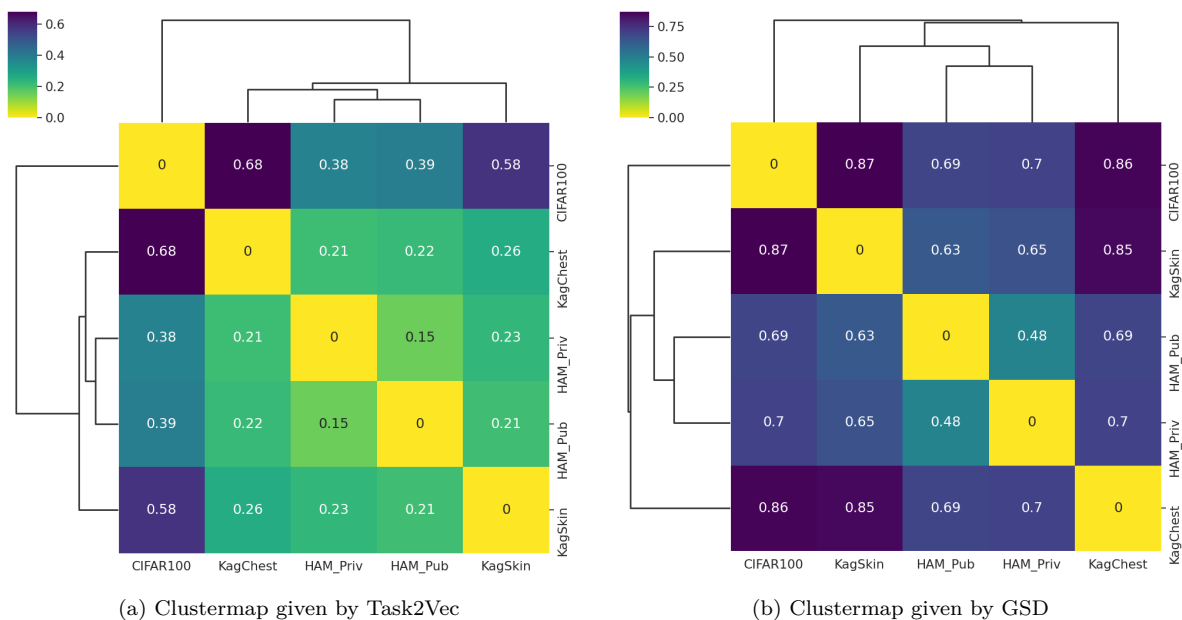 0.6
0.4
0.2
0.0
0 0.68 0.38 0.39 0.58
0.68 0 0.21 0.22 0.26
0.38 0.21 0 0.15 0.23
0.39 0.22 0.15 0 0.21
0.58 0.26 0.23 0.21 0
CIFAR100
KagChest
HAM_Priv
HAM_Pub
KagSkin
CIFAR100 KagChest HAM_Priv HAM_Pub KagSkin
(a) Clustermap given by Task2Vec
0.75
0.50
0.25
0.00
0 0.87 0.69 0.7 0.86
0.87 0 0.63 0.65 0.85
0.69 0.63 0 0.48 0.69
0.7 0.65 0.48 0 0.7
0.86 0.85 0.69 0.7 0
CIFAR100
KagSkin
HAM_Pub
HAM_Priv
KagChest
CIFAR100 KagSkin HAM_Pub HAM_Priv KagChest
(b) Clustermap given by GSD